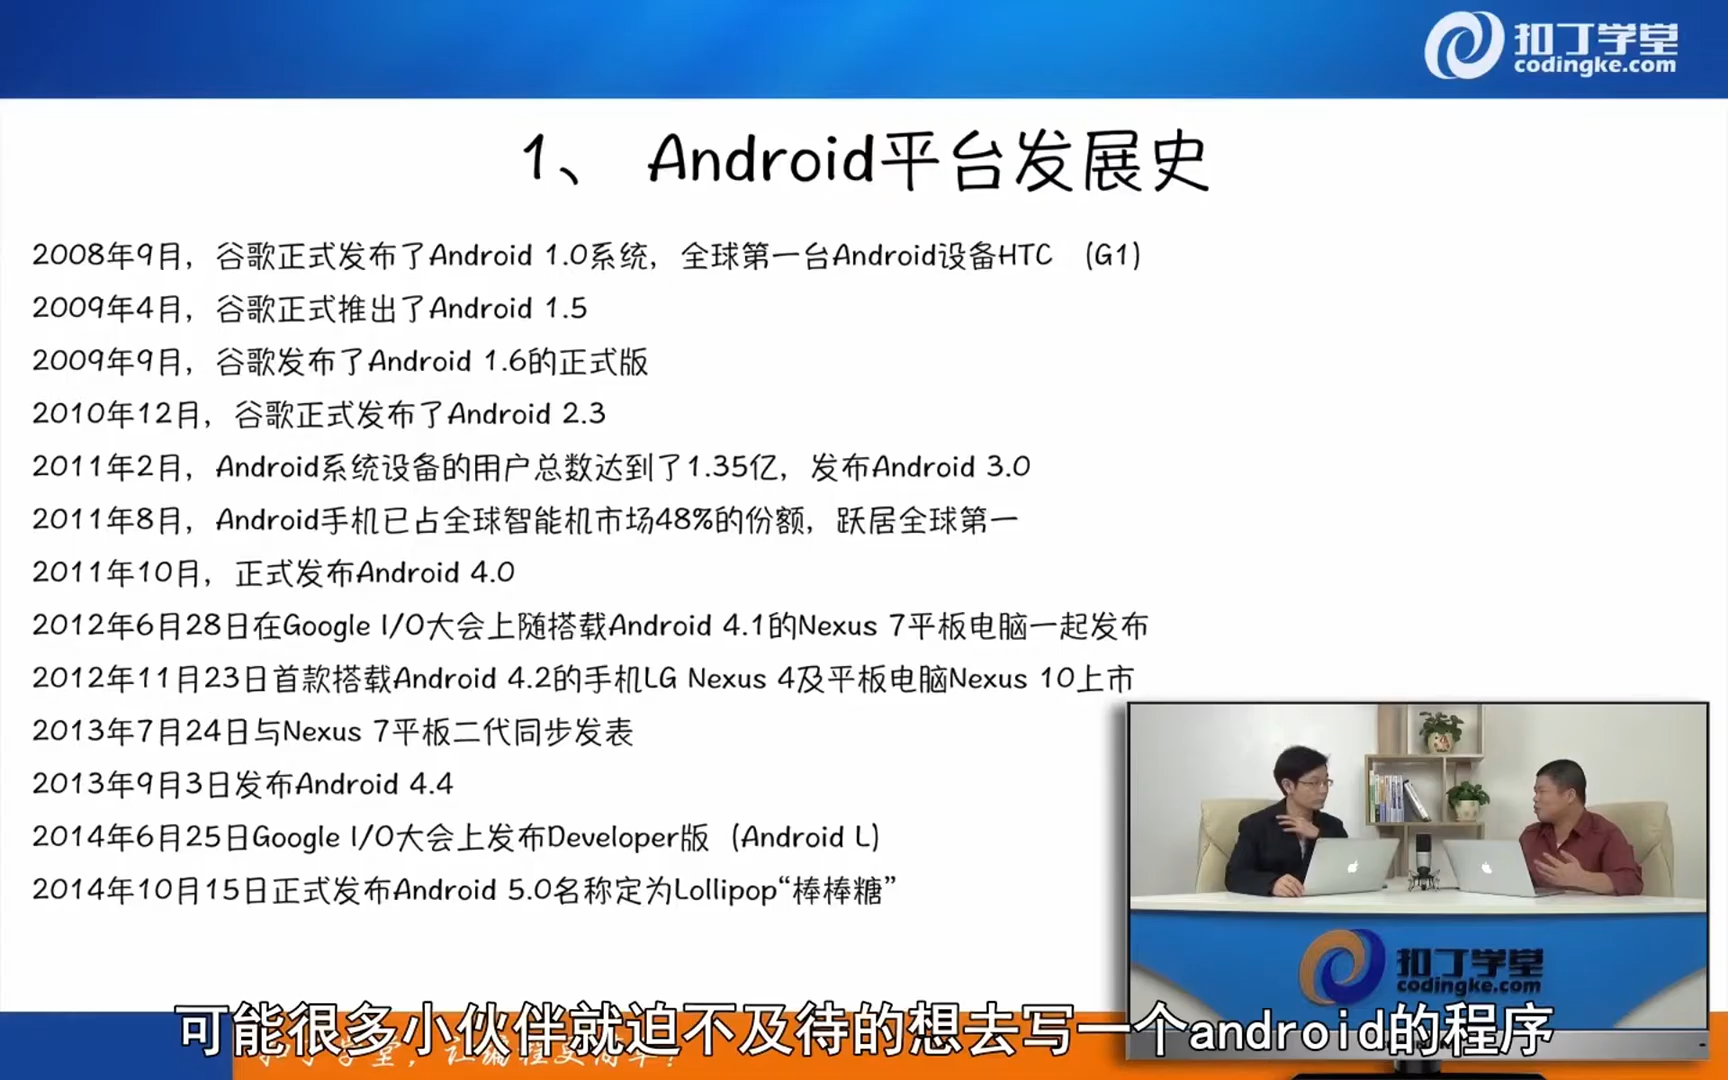 扣丁学堂
codingke.com
1、 Android平台发展史
2008年9月，谷歌正式发布了Android 1.0系统，全球第一台Android设备HTC （G1）
2009年4月，谷歌正式推出了Android 1.5
2009年9月，谷歌发布了Android 1.6的正式版
2010年12月，谷歌正式发布了Android 2.3
2011年2月，Android系统设备的用户总数达到了1.35亿，发布Android 3.0
2011年8月，Android手机已占全球智能机市场48%的份额，跃居全球第一
2011年10月，正式发布Android 4.0
2012年6月28日在Google I/O大会上随搭载Android 4.1的Nexus 7平板电脑一起发布
2012年11月23日首款搭载Android 4.2的手机LG Nexus 4及平板电脑Nexus 10上市
2013年7月24日与Nexus 7平板二代同步发表
2013年9月3日发布Android 4.4
2014年6月25日Google I/O大会上发布Developer版（Android L）
2014年10月15日正式发布Android 5.0名称定为Lollipop“棒棒糖”
扣丁学堂
codingke.com
可能很多小伙伴就迫不及待的想去写一个android的程序
扣丁学堂，让编程更简单！